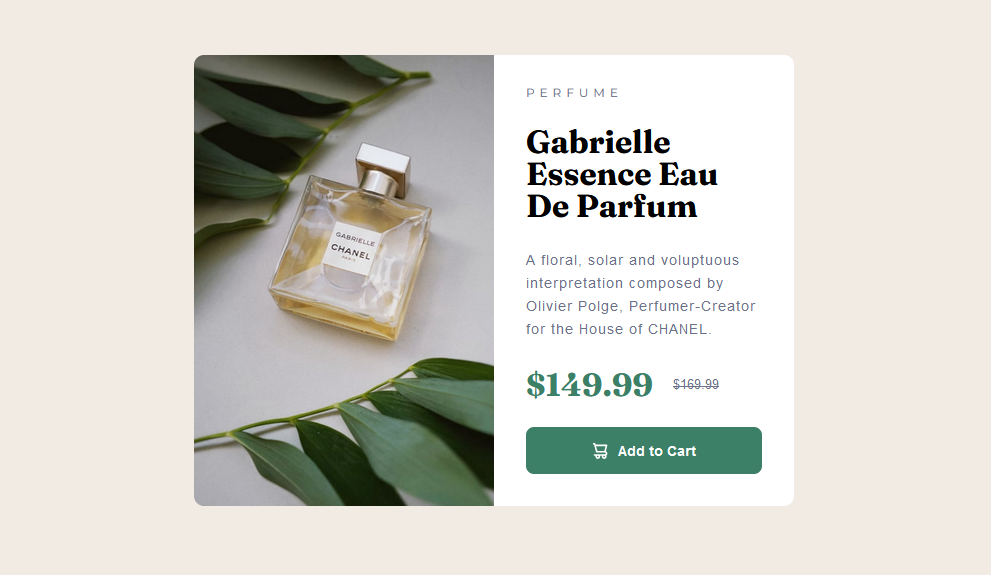 GABRIELLE
CHANEL
PARIS
PERFUME
Gabrielle
Essence Eau
De Parfum
A floral, solar and voluptuous
interpretation composed by
Olivier Polge, Perfumer-Creator
for the House of CHANEL.
$149.99 $169.99
Add to Cart